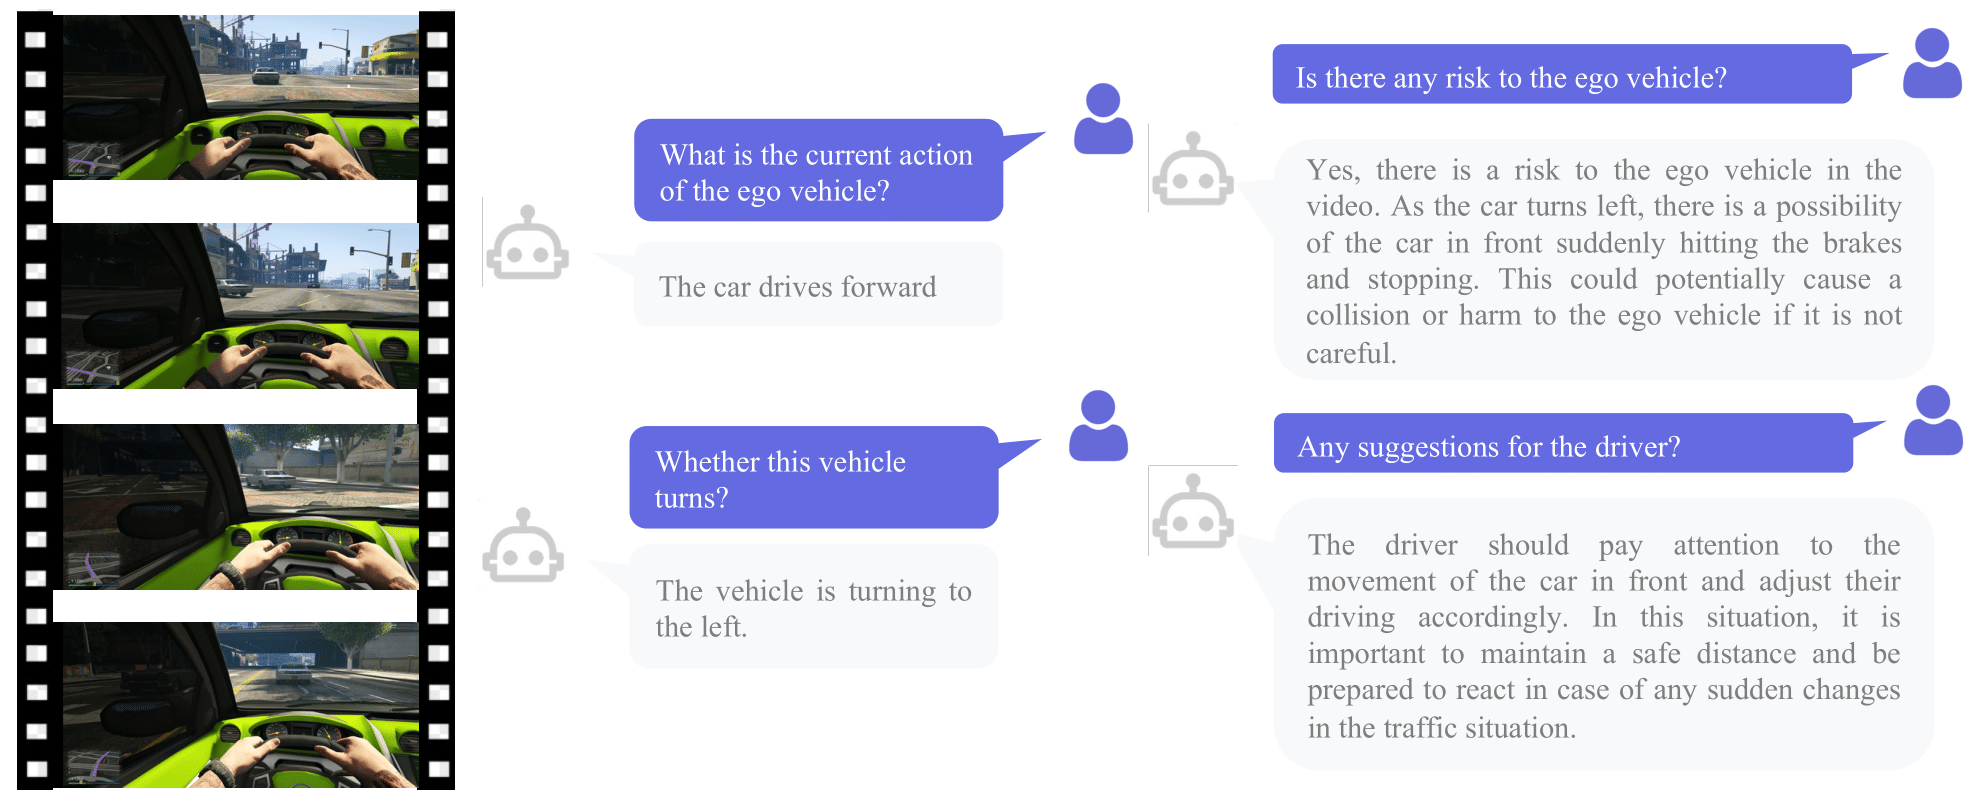 What is the current action
of the ego vehicle?
The car drives forward
Whether this vehicle
turns?
The vehicle is turning to
the left.
Is there any risk to the ego vehicle?
Yes, there is a risk to the ego vehicle in the
video. As the car turns left, there is a possibility
of the car in front suddenly hitting the brakes
and stopping. This could potentially cause a
collision or harm to the ego vehicle if it is not
careful.
Any suggestions for the driver?
The driver should pay attention to the
movement of the car in front and adjust their
driving accordingly. In this situation, it is
important to maintain a safe distance and be
prepared to react in case of any sudden changes
in the traffic situation.